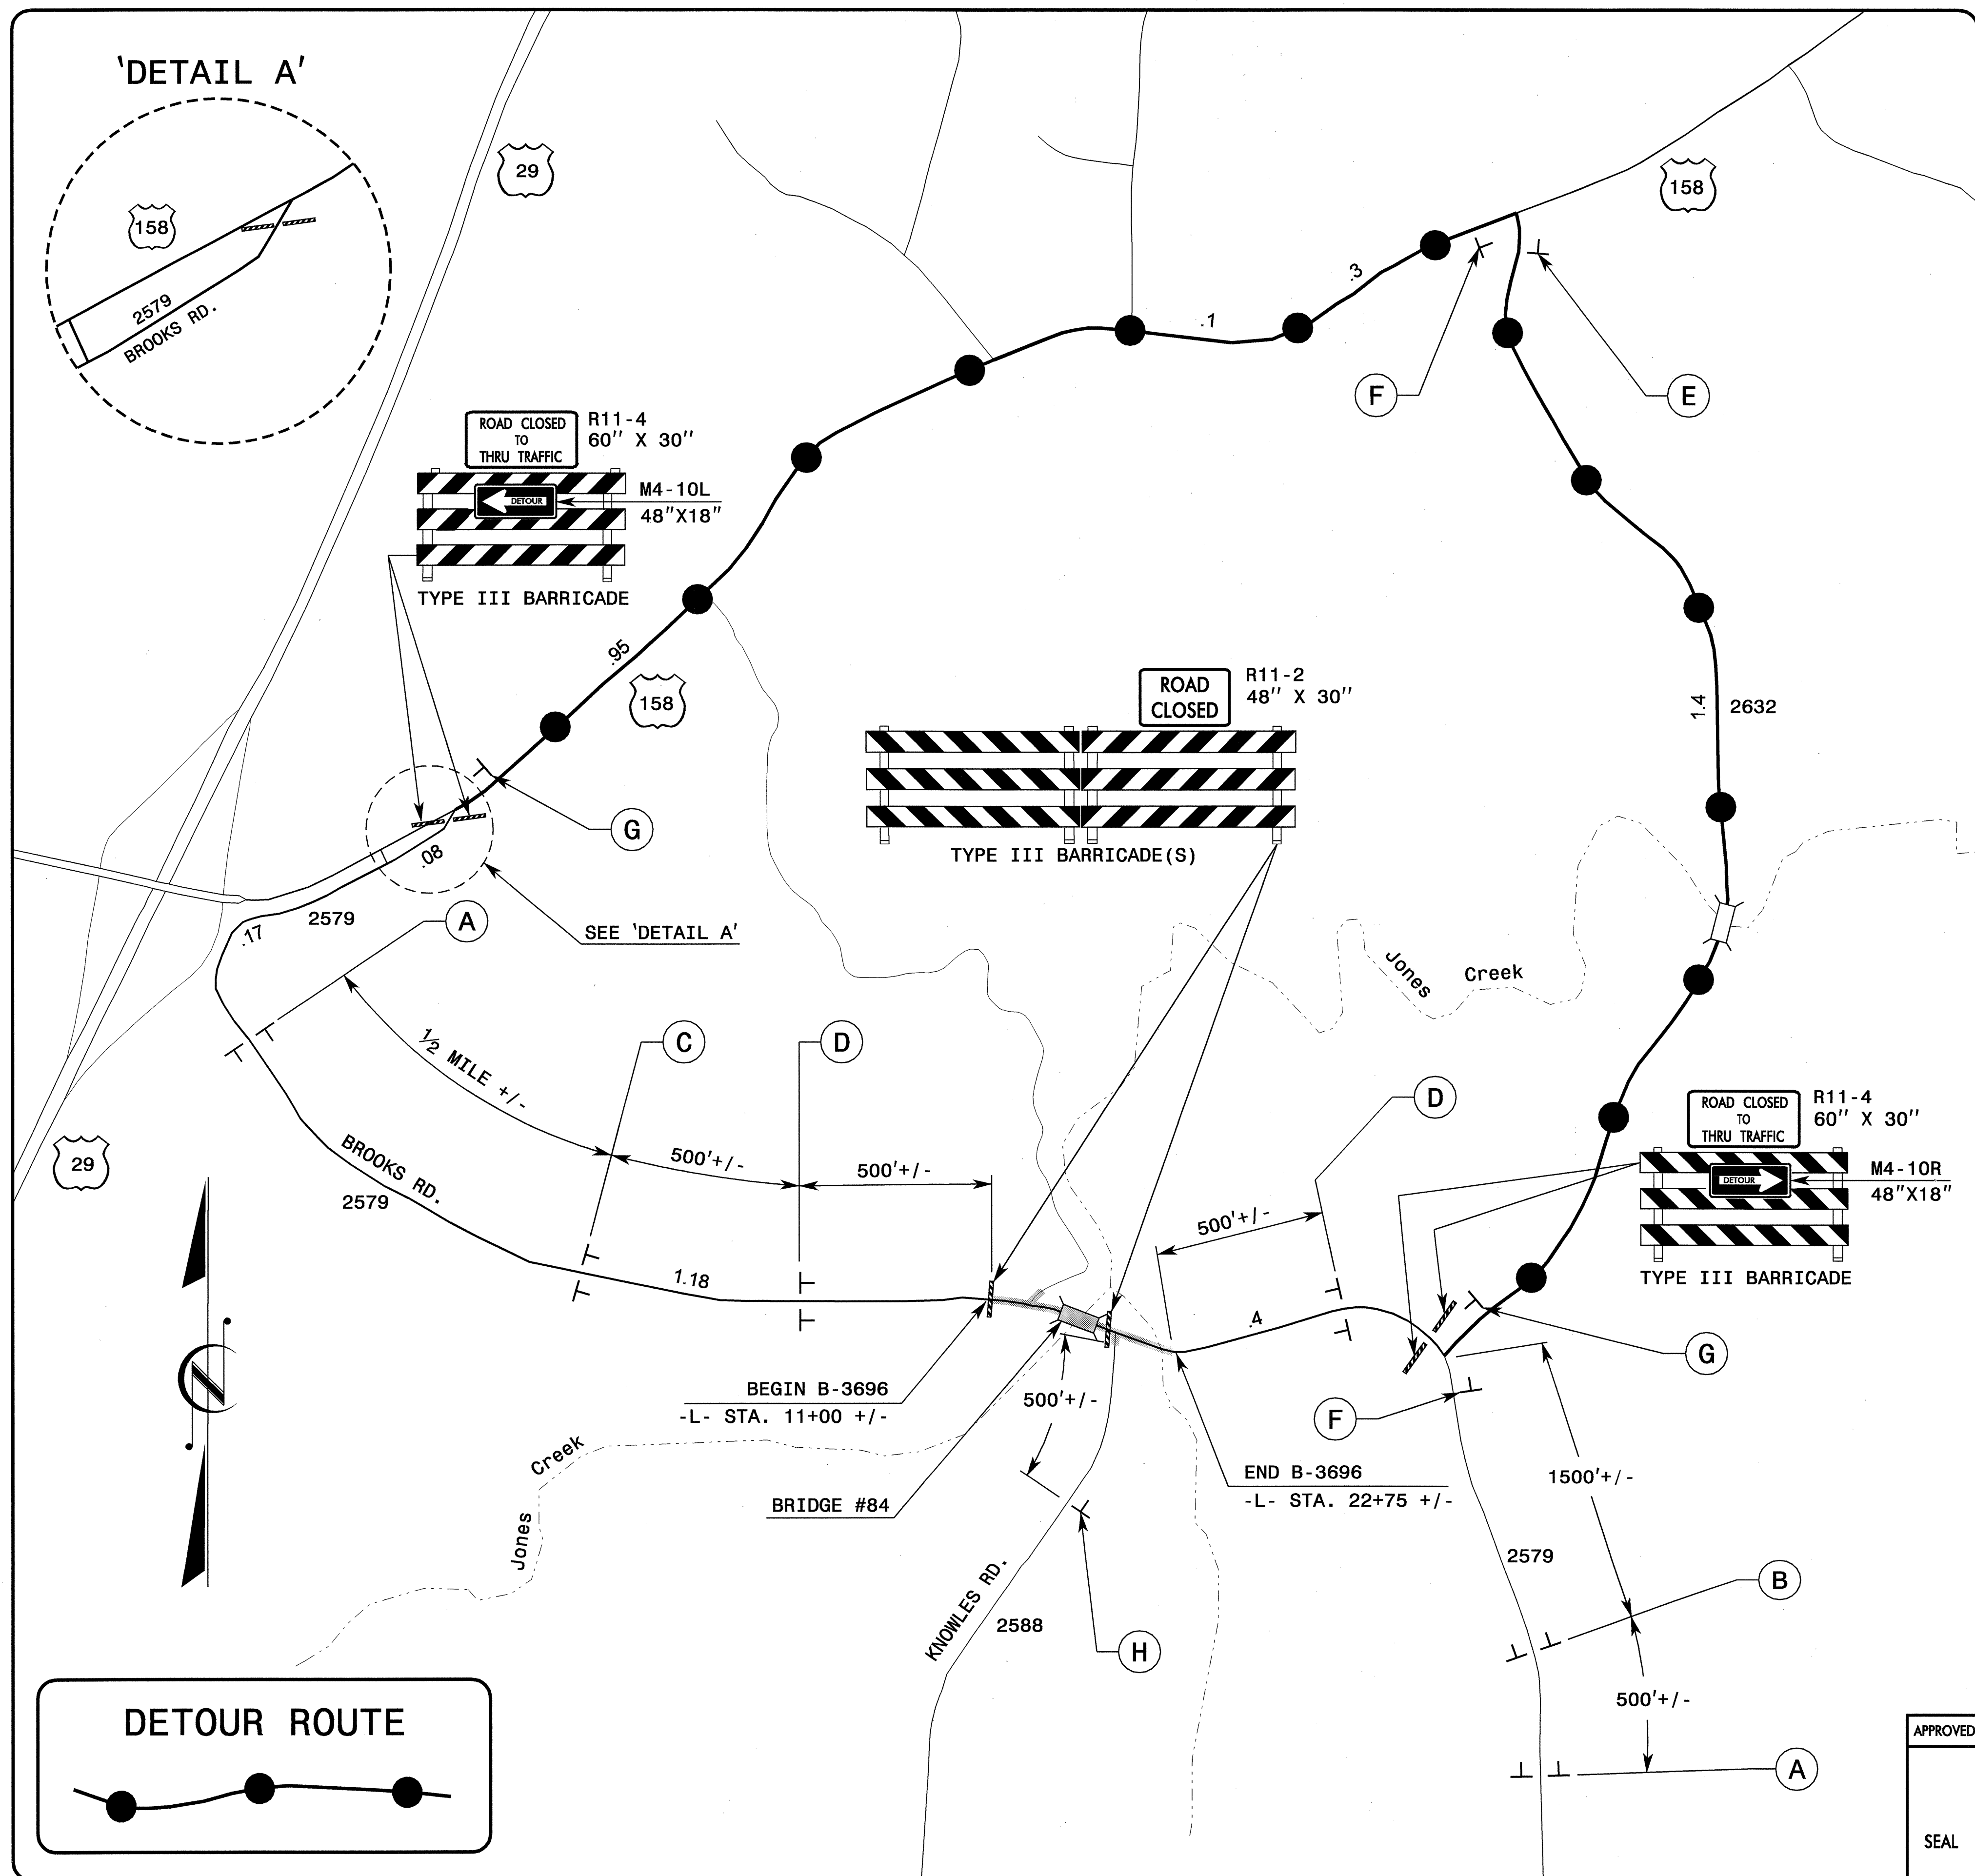 'DETAIL A'
158
2579
BROOKS RD.
29
158
.3
.1
F
E
ROAD CLOSED
TO
THRU TRAFFIC
R11-4
60" X 30"
DETOUR
M4-10L
48"X18"
TYPE III BARRICADE
.95
158
ROAD
CLOSED
R11-2
48" X 30"
TYPE III BARRICADE(S)
1.4
2632
G
.08
2579
.17
A
SEE 'DETAIL A'
Jones
Creek
C
D
½ MILE +/-
500'+/-
500'+/-
29
BROOKS RD.
2579
1.18
D
500'+/-
.4
ROAD CLOSED
TO
THRU TRAFFIC
R11-4
60" X 30"
DETOUR
M4-10R
48"X18"
TYPE III BARRICADE
G
BEGIN B-3696
-L- STA. 11+00 +/-
500'+/-
F
N
Creek
Jones
BRIDGE #84
END B-3696
-L- STA. 22+75 +/-
1500'+/-
2579
B
KNOWLES RD.
2588
H
500'+/-
A
DETOUR ROUTE
APPROVED
SEAL